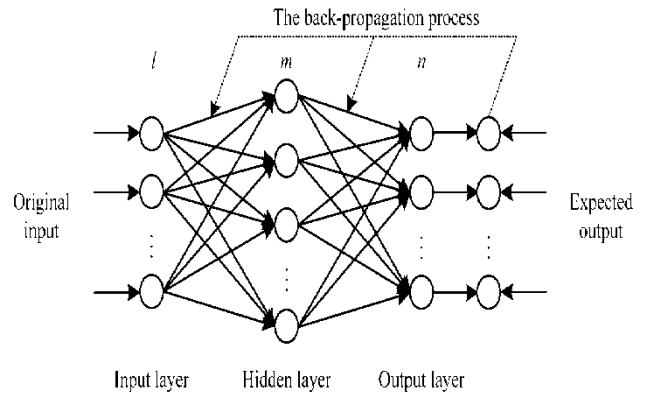 The back-propagation process
l
m
n
Original
input
Expected
output
Input layer
Hidden layer
Output layer